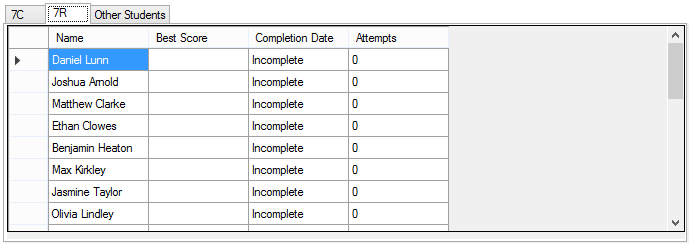 7C 7R Other Students
Name Best Score Completion Date Attempts
Daniel Lunn Incomplete 0
Joshua Arnold Incomplete 0
Matthew Clarke Incomplete 0
Ethan Clowes Incomplete 0
Benjamin Heaton Incomplete 0
Max Kirkley Incomplete 0
Jasmine Taylor Incomplete 0
Olivia Lindley Incomplete 0